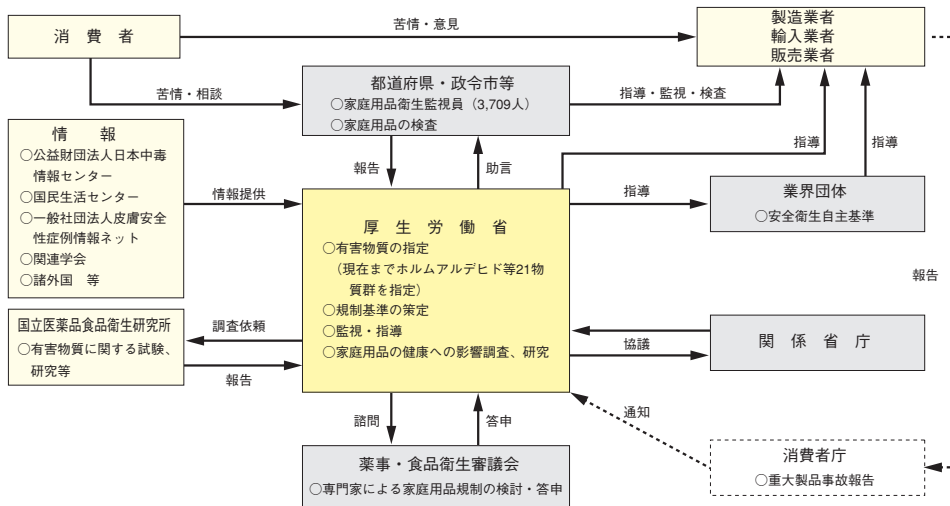 消費者
苦情・意見
製造業者
輸入業者
販売業者
苦情・相談
都道府県・政令市等
○家庭用品衛生監視員（3,709人）
○家庭用品の検査
指導・監視・検査
情　報
○公益財団法人日本中毒
情報センター
○国民生活センター
○一般社団法人皮膚安全
性症例情報ネット
○関連学会
○諸外国　等
情報提供
報告
助言
指導
指導
指導
業界団体
○安全衛生自主基準
厚生労働省
○有害物質の指定
（現在までホルムアルデヒド等21物
質群を指定）
○規制基準の策定
○監視・指導
○家庭用品の健康への影響調査、研究
報告
国立医薬品食品衛生研究所
○有害物質に関する試験、
研究等
調査依頼
報告
協議
関係省庁
諮問
答申
通知
薬事・食品衛生審議会
○専門家による家庭用品規制の検討・答申
消費者庁
○重大製品事故報告